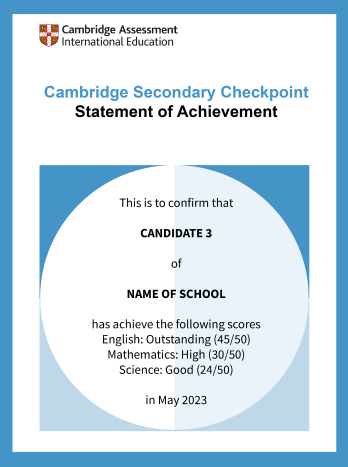 Cambridge Assessment
International Education
Cambridge Secondary Checkpoint
Statement of Achievement
This is to confirm that
CANDIDATE 3
of
NAME OF SCHOOL
has achieve the following scores
English: Outstanding (45/50)
Mathematics: High (30/50)
Science: Good (24/50)
in May 2023